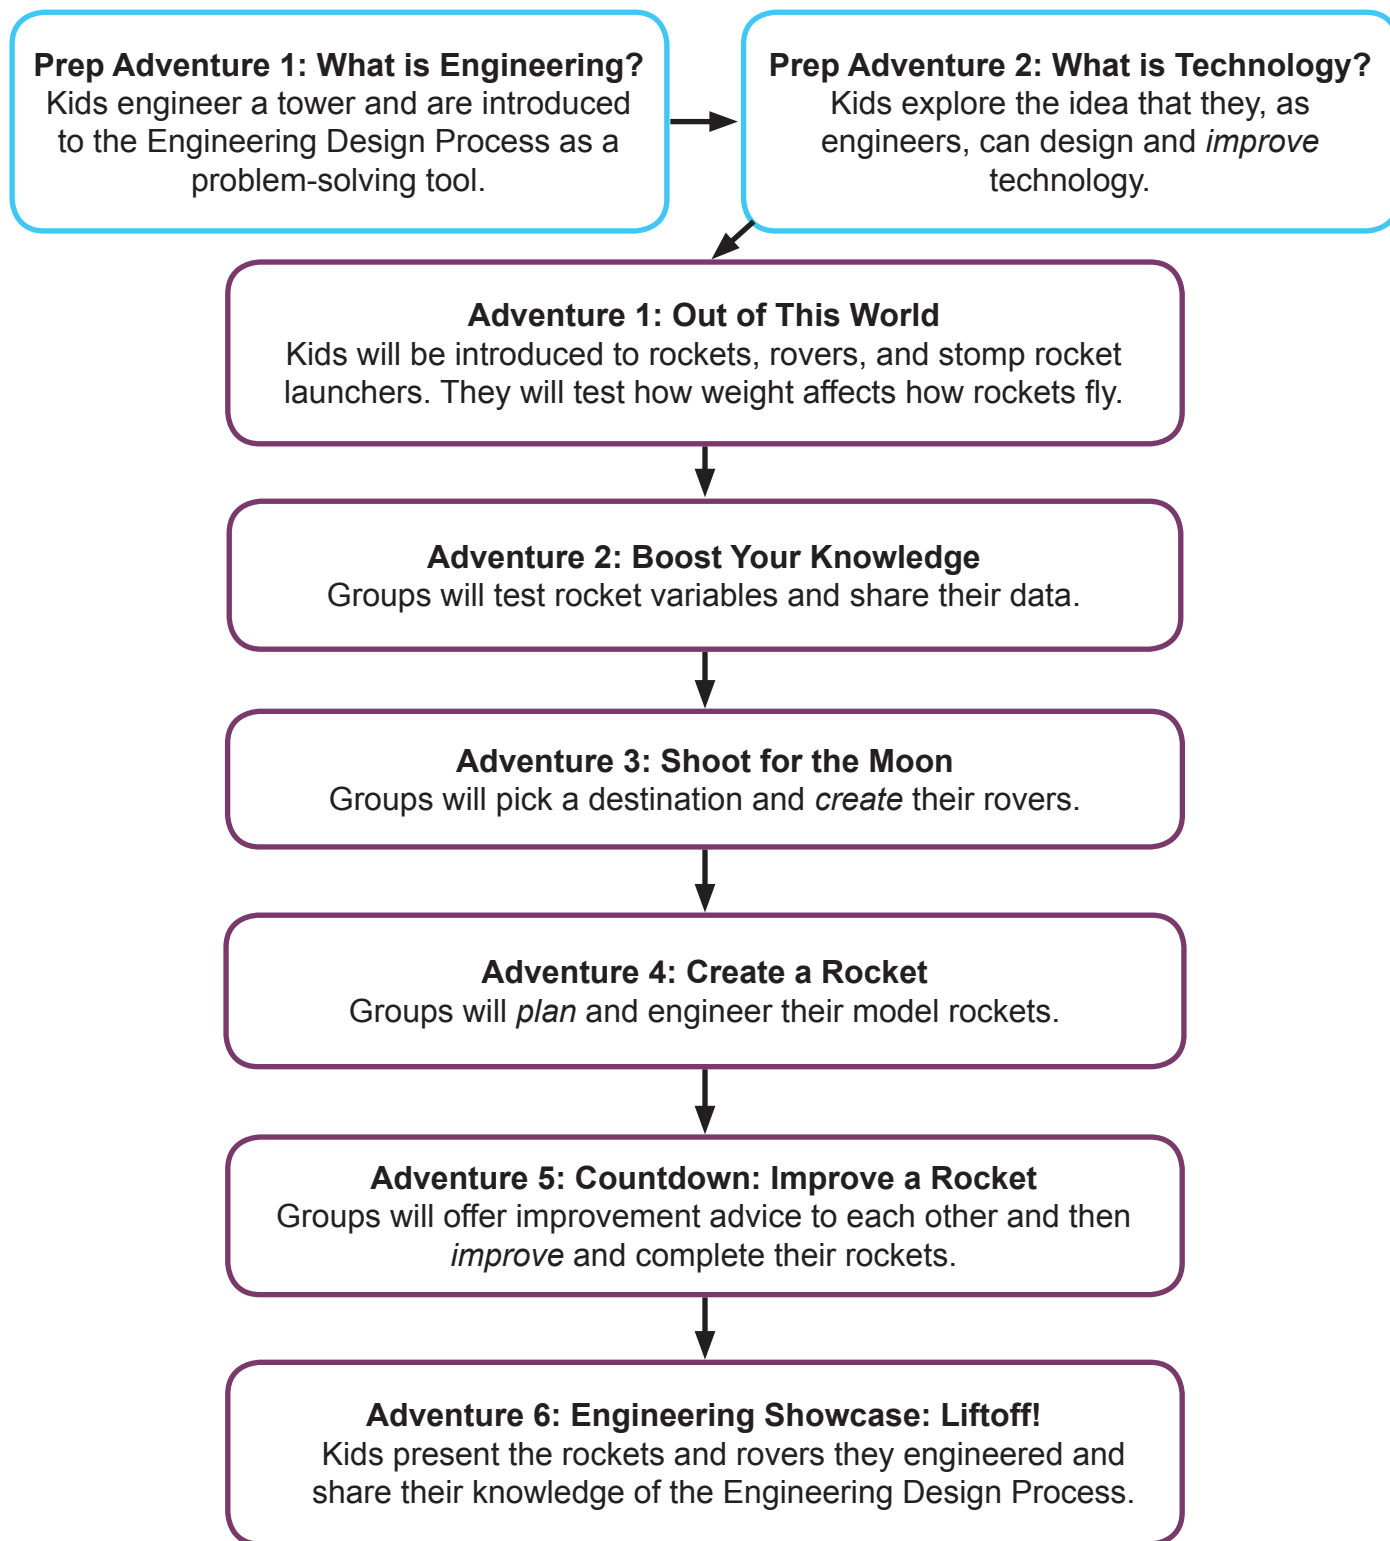 Prep Adventure 1: What is Engineering?
Kids engineer a tower and are introduced
to the Engineering Design Process as a
problem-solving tool.
Prep Adventure 2: What is Technology?
Kids explore the idea that they, as
engineers, can design and improve
technology.
Adventure 1: Out of This World
Kids will be introduced to rockets, rovers, and stomp rocket
launchers. They will test how weight affects how rockets fly.
Adventure 2: Boost Your Knowledge
Groups will test rocket variables and share their data.
Adventure 3: Shoot for the Moon
Groups will pick a destination and create their rovers.
Adventure 4: Create a Rocket
Groups will plan and engineer their model rockets.
Adventure 5: Countdown: Improve a Rocket
Groups will offer improvement advice to each other and then
improve and complete their rockets.
Adventure 6: Engineering Showcase: Liftoff!
Kids present the rockets and rovers they engineered and
share their knowledge of the Engineering Design Process.